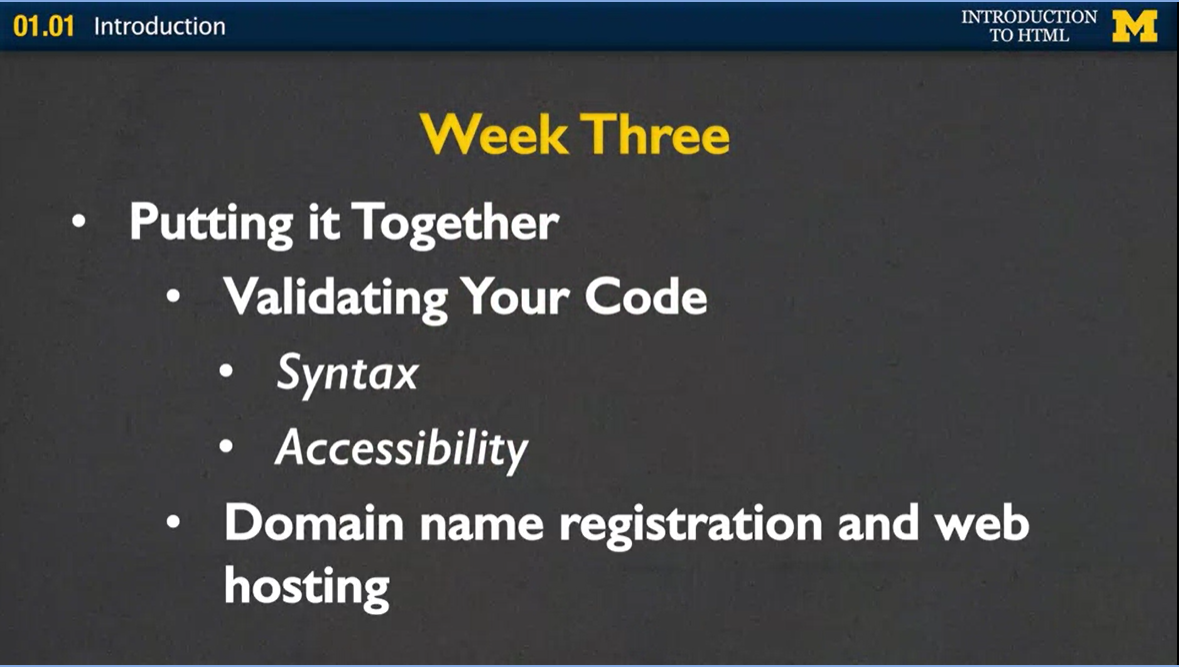 01.01 Introduction
INTRODUCTION
TO HTML
M
Week Three
• Putting it Together
• Validating Your Code
• Syntax
• Accessibility
• Domain name registration and web
hosting